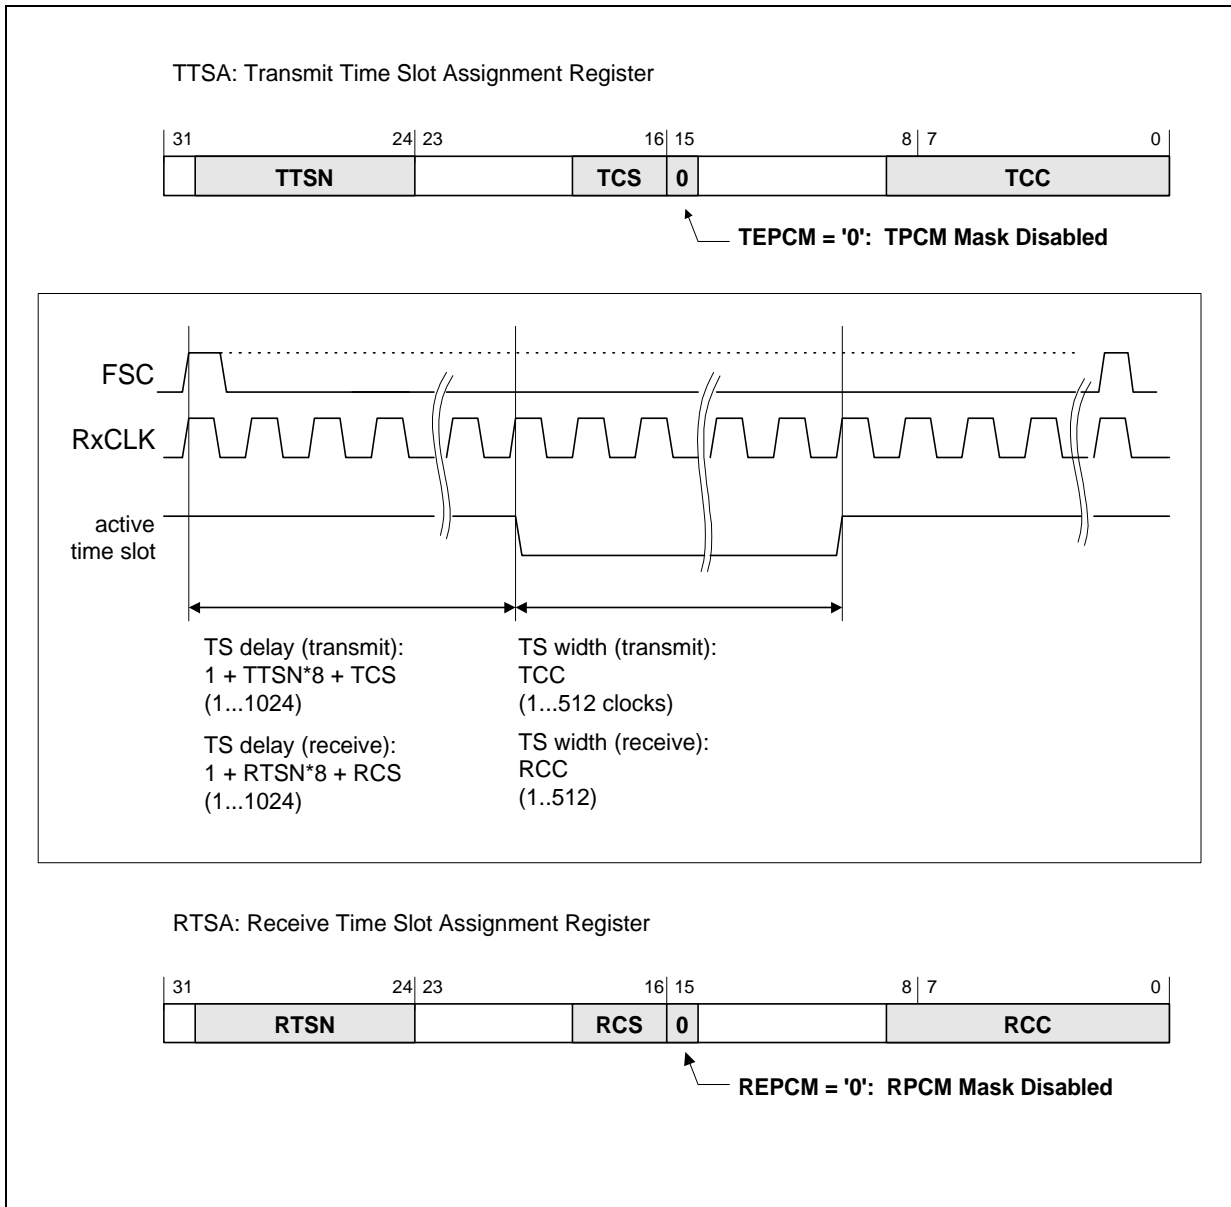 TTSA: Transmit Time Slot Assignment Register
31 24 23 16 15 8 7 0
TTSN TCS 0 TCC
TEPCM = '0': TPCM Mask Disabled
FSC
RxCLK
active
time slot
TS delay (transmit):
1 + TTSN*8 + TCS
(1...1024)
TS width (transmit):
TCC
(1...512 clocks)
TS delay (receive):
1 + RTSN*8 + RCS
(1...1024)
TS width (receive):
RCC
(1..512)
RTSA: Receive Time Slot Assignment Register
31 24 23 16 15 8 7 0
RTSN RCS 0 RCC
REPCM = '0': RPCM Mask Disabled